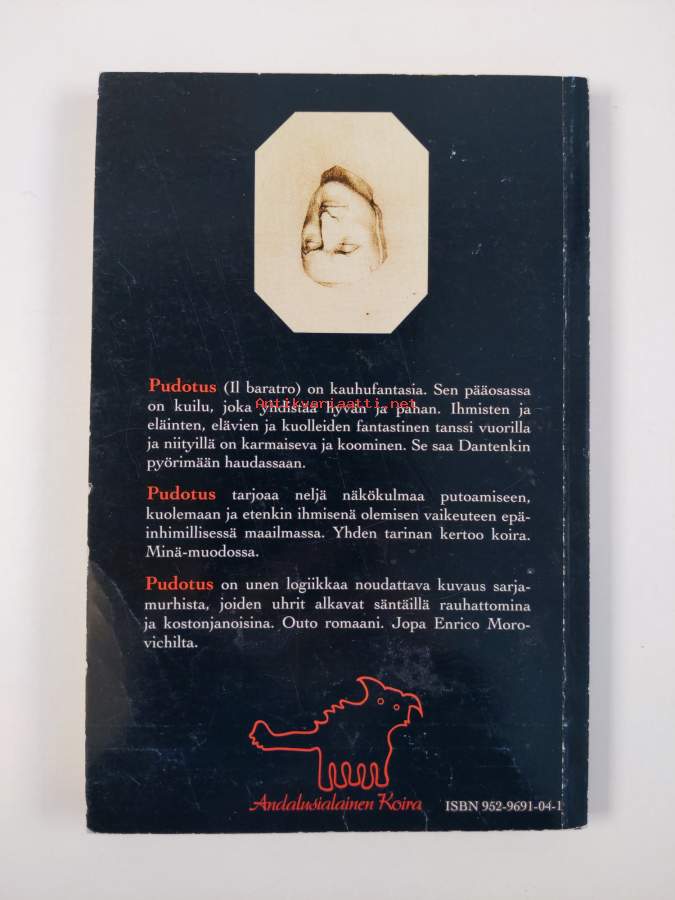 Pudotus (Il baratro) on kauhufantasia. Sen pääosassa
on kuilu, joka yhdistää hyvän ja pahan. Ihmisten ja
Antikvariaatti.net
eläinten, elävien ja kuolleiden fantastinen tanssi vuorilla
ja niityillä on karmaiseva ja koominen. Se saa Dantenkin
pyörimään haudassaan.
Pudotus tarjoaa neljä näkökulmaa putoamiseen,
kuolemaan ja etenkin ihmisenä olemisen vaikeuteen epä-
inhimillisessä maailmassa. Yhden tarinan kertoo koira.
Minä-muodossa.
Pudotus on unen logiikkaa noudattava kuvaus sarja-
murhista, joiden uhrit alkavat säntäillä rauhattomina
ja kostonjanoisina. Outo romaani. Jopa Enrico Moro-
vichilta.
Andalusialainen Koira
ISBN 952-9691-04-1